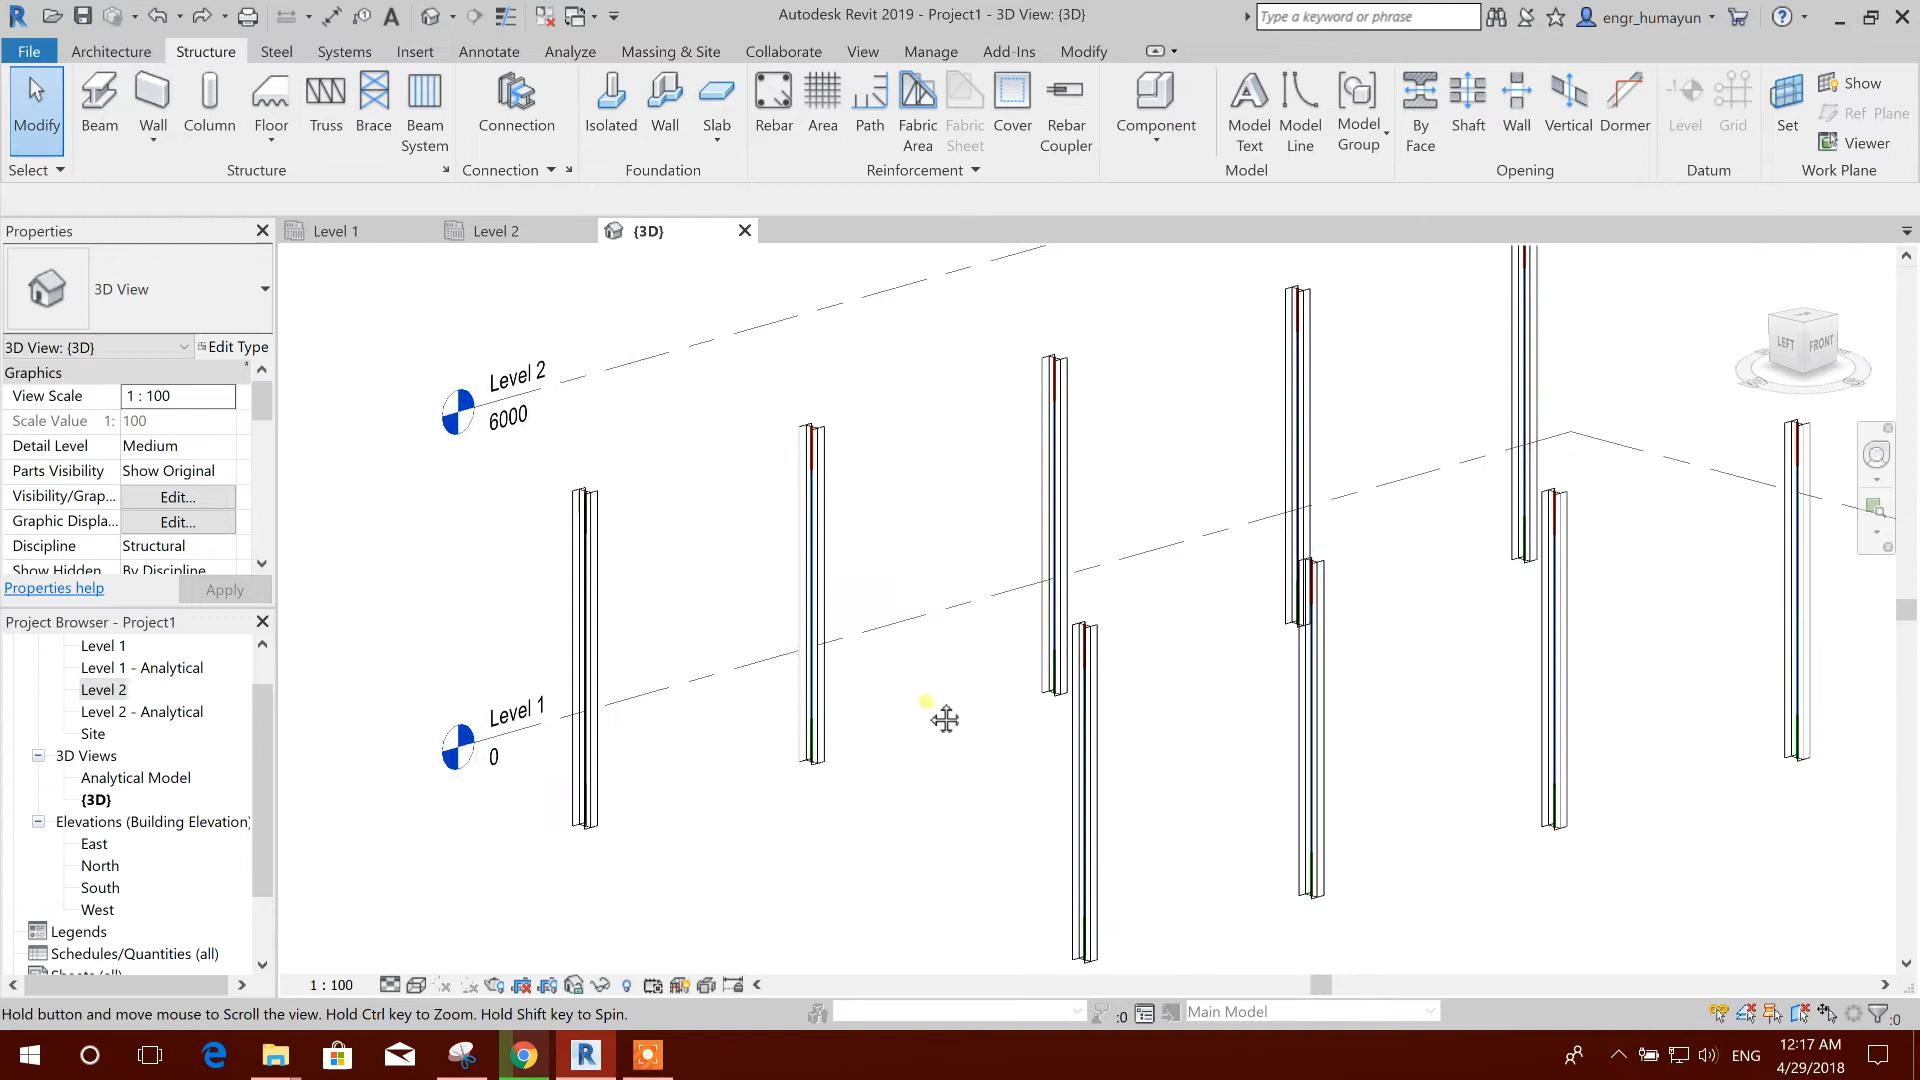 Autodesk Revit 2019 - Project1 - 3D View: {3D}
Type a keyword or phrase
engr_humayun
File
Architecture
Structure
Steel
Systems
Insert
Annotate
Analyze
Massing & Site
Collaborate
View
Manage
Add-Ins
Modify
Modify
Beam
Wall
Column
Floor
Truss
Brace
Beam
System
Connection
Isolated
Wall
Slab
Rebar
Area
Path
Fabric
Area
Fabric
Sheet
Cover
Rebar
Coupler
Component
Model
Text
Model
Line
Model
Group
By
Face
Shaft
Wall
Vertical
Dormer
Level
Grid
Set
Show
Ref Plane
Viewer
Select
Structure
Connection
Foundation
Reinforcement
Model
Opening
Datum
Work Plane
Properties
3D View
3D View: {3D}
Edit Type
Graphics
View Scale
1 : 100
Scale Value 1:
100
Detail Level
Medium
Parts Visibility
Show Original
Visibility/Grap...
Edit...
Graphic Displa...
Edit...
Discipline
Structural
Show Hidden
By Discipline
Properties help
Apply
Project Browser - Project1
Level 1
Level 1 - Analytical
Level 2
Level 2 - Analytical
Site
3D Views
Analytical Model
{3D}
Elevations (Building Elevation)
East
North
South
West
Legends
Schedules/Quantities (all)
Sheets (all)
Level 1
Level 2
{3D}
Level 2
6000
Level 1
0
LEFT
FRONT
1 : 100
Hold button and move mouse to Scroll the view. Hold Ctrl key to Zoom. Hold Shift key to Spin.
:0
Main Model
:0
ENG
12:17 AM
4/29/2018